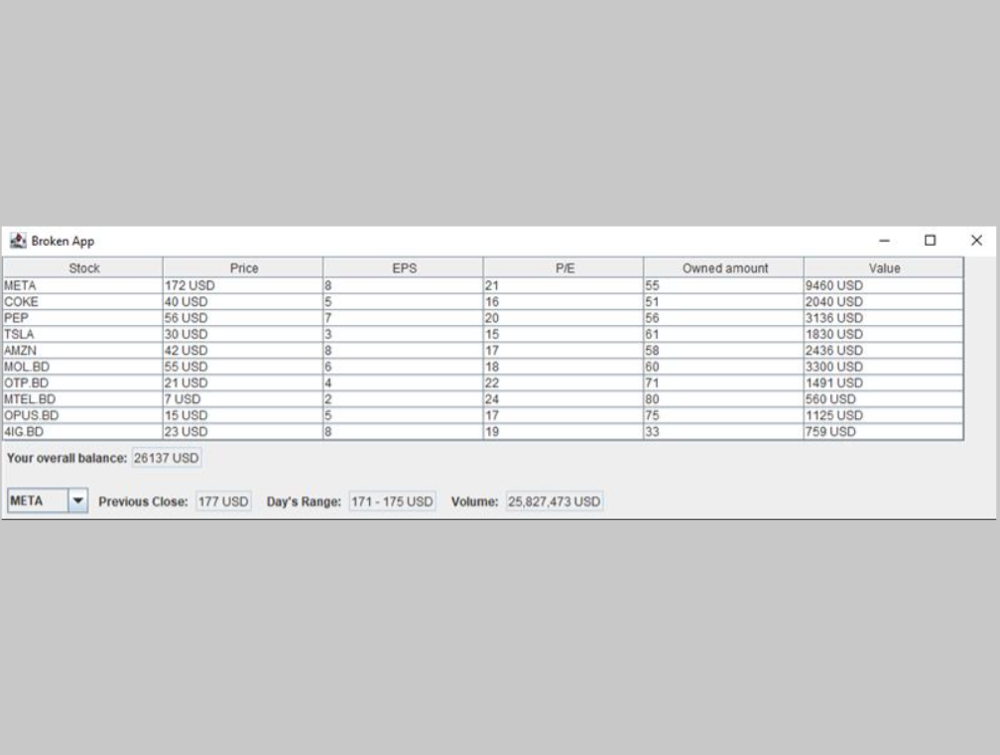 Broken App
Stock Price EPS P/E Owned amount Value
META 172 USD 8 21 55 9460 USD
COKE 40 USD 5 16 51 2040 USD
PEP 56 USD 7 20 56 3136 USD
TSLA 30 USD 3 15 61 1830 USD
AMZN 42 USD 8 17 58 2436 USD
MOL.BD 55 USD 6 18 60 3300 USD
OTP.BD 21 USD 4 22 71 1491 USD
MTEL.BD 7 USD 2 24 80 560 USD
OPUS.BD 15 USD 5 17 75 1125 USD
4IG.BD 23 USD 8 19 33 759 USD
Your overall balance: 26137 USD
META Previous Close: 177 USD Day's Range: 171 - 175 USD Volume: 25,827,473 USD